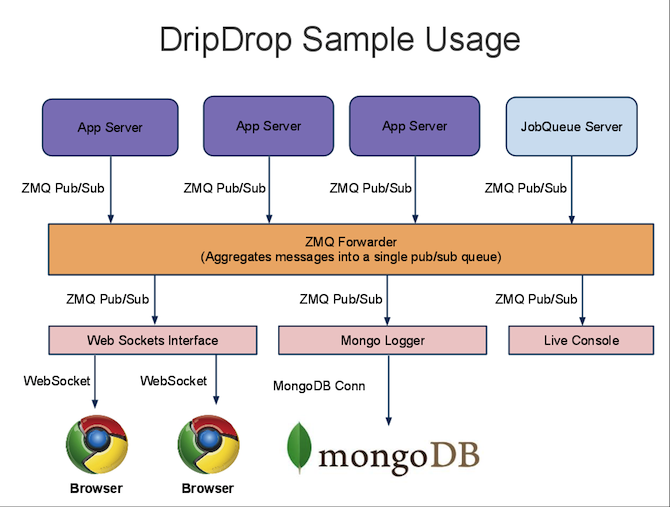 DripDrop Sample Usage
App Server
App Server
App Server
JobQueue Server
ZMQ Pub/Sub
ZMQ Pub/Sub
ZMQ Pub/Sub
ZMQ Pub/Sub
ZMQ Forwarder
(Aggregates messages into a single pub/sub queue)
ZMQ Pub/Sub
ZMQ Pub/Sub
ZMQ Pub/Sub
Web Sockets Interface
Mongo Logger
Live Console
WebSocket
WebSocket
MongoDB Conn
mongoDB
Browser
Browser